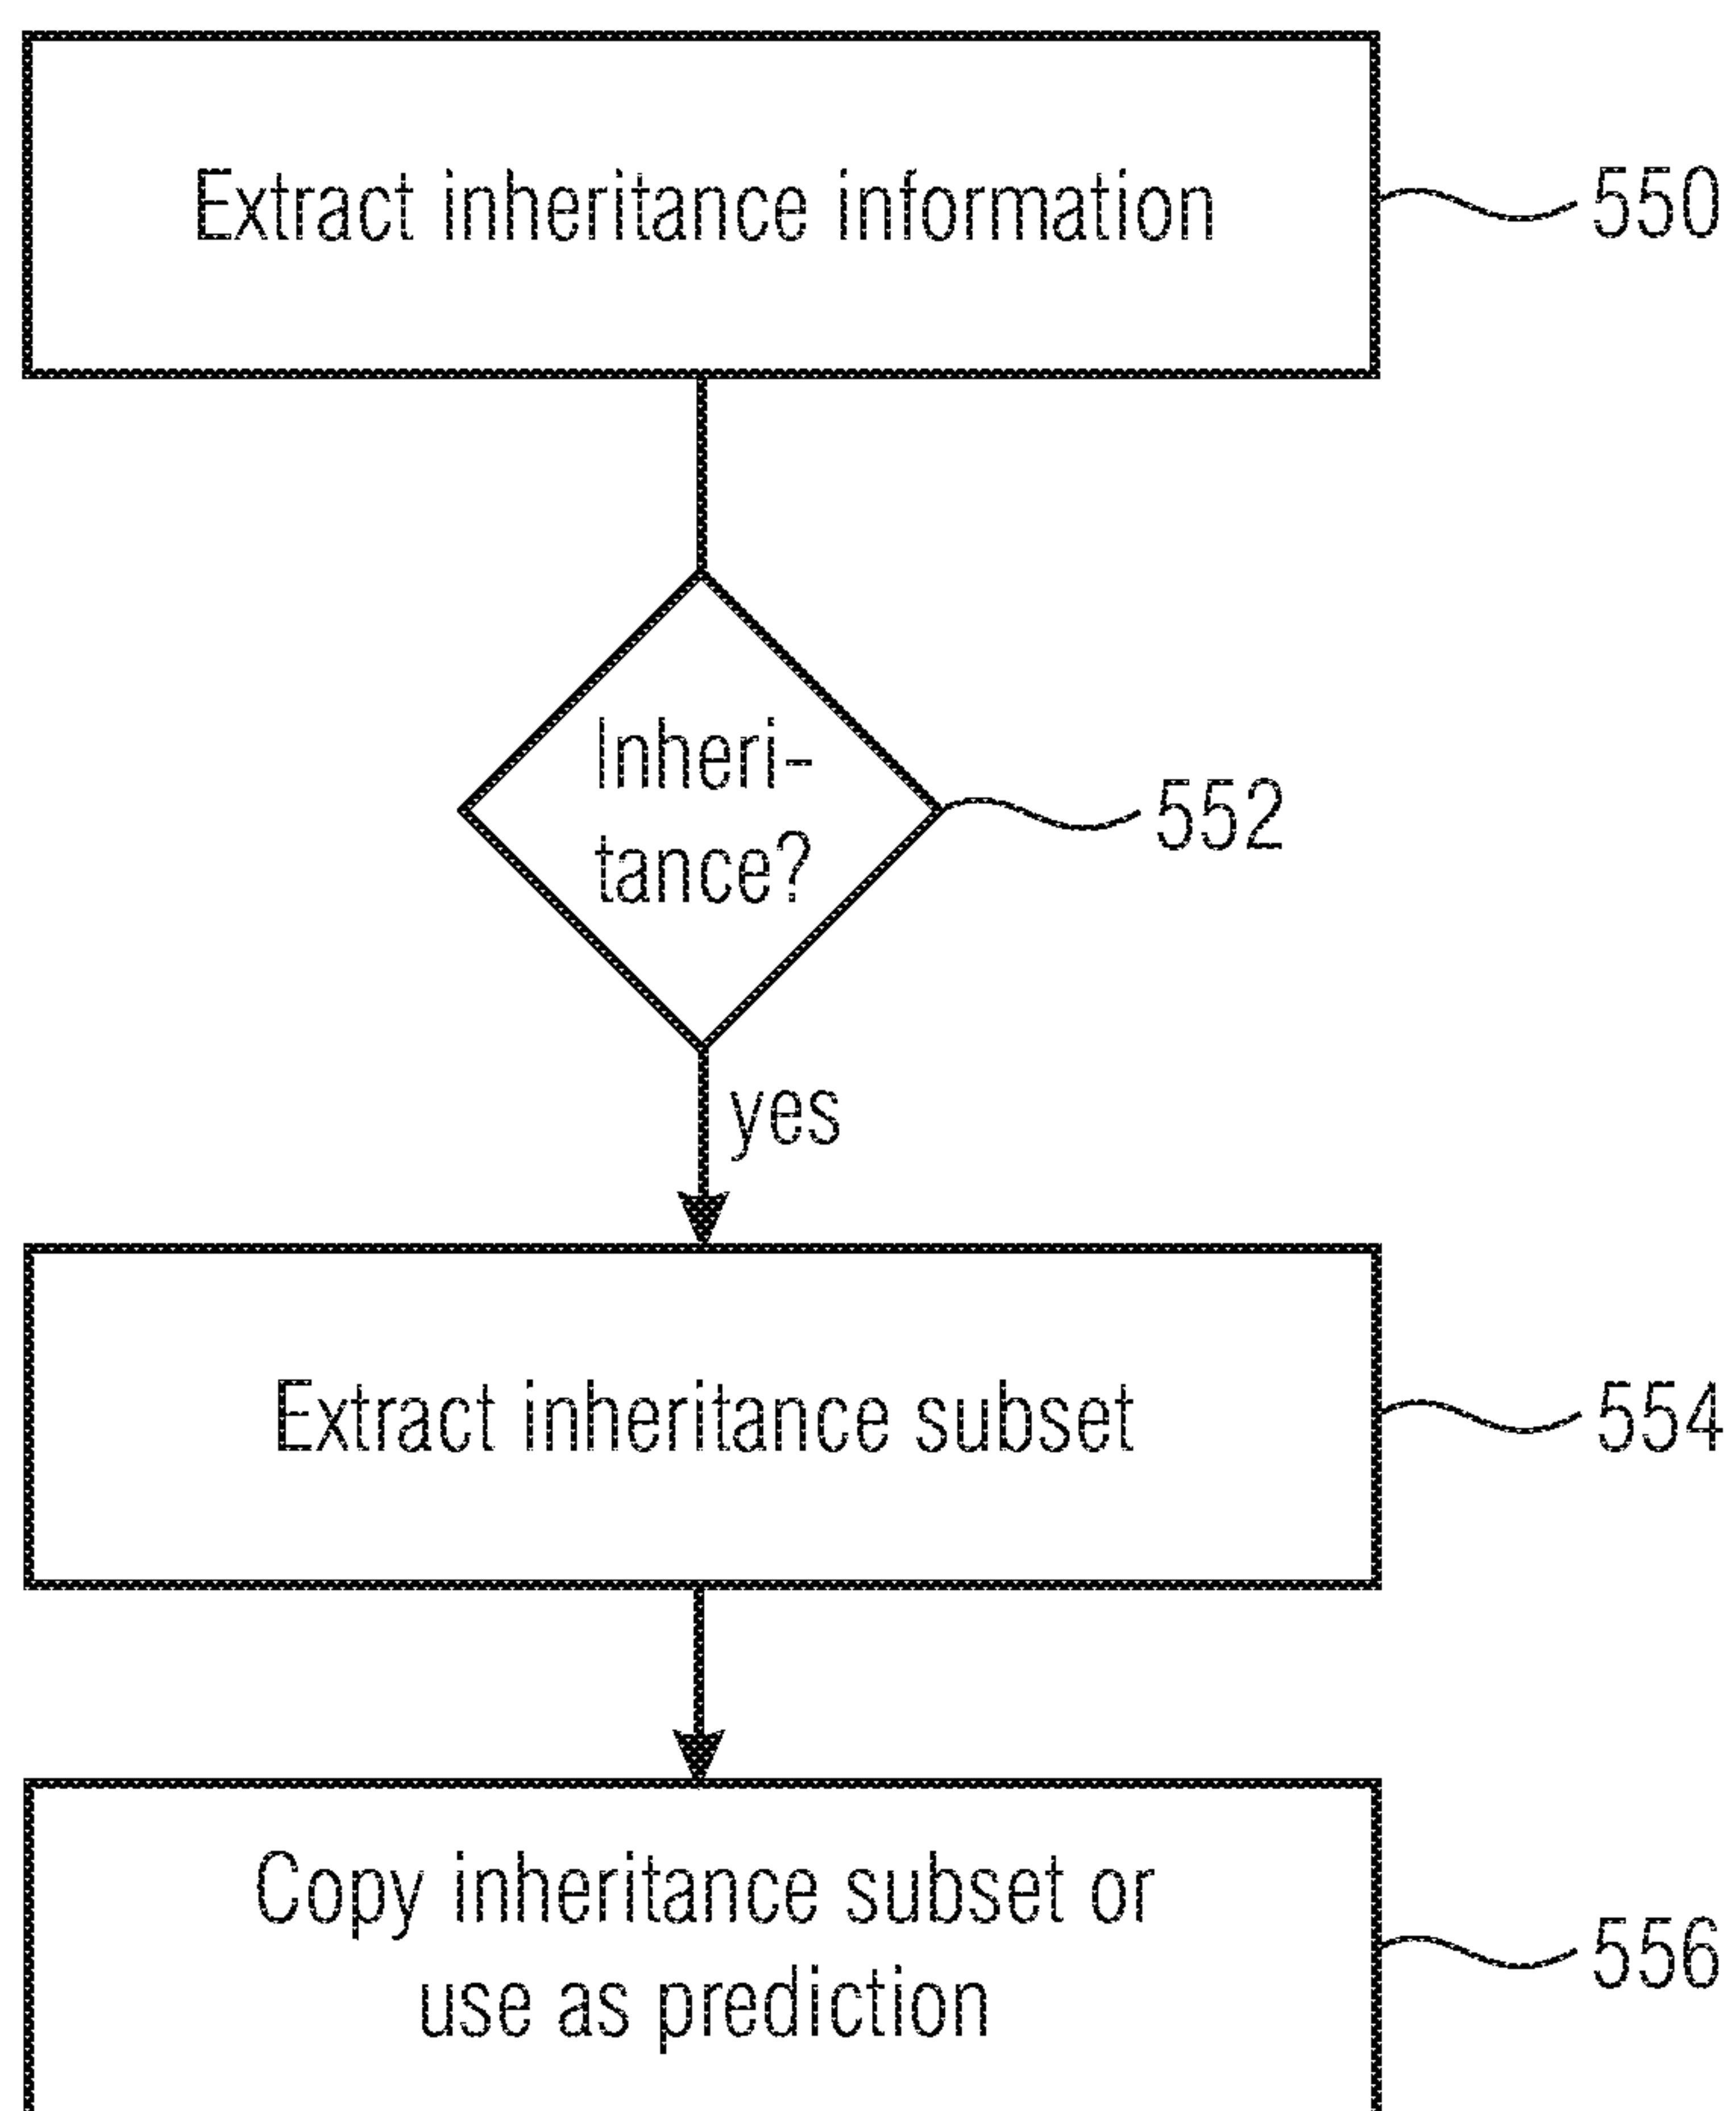 Extract inheritance information
550
Inheri-
tance?
552
yes
Extract inheritance subset
554
Copy inheritance subset or
use as prediction
556